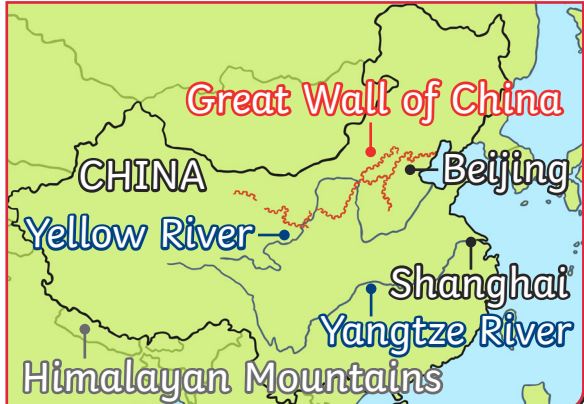 Great Wall of China
CHINA
Beijing
Yellow River
Shanghai
Yangtze River
Himalayan Mountains